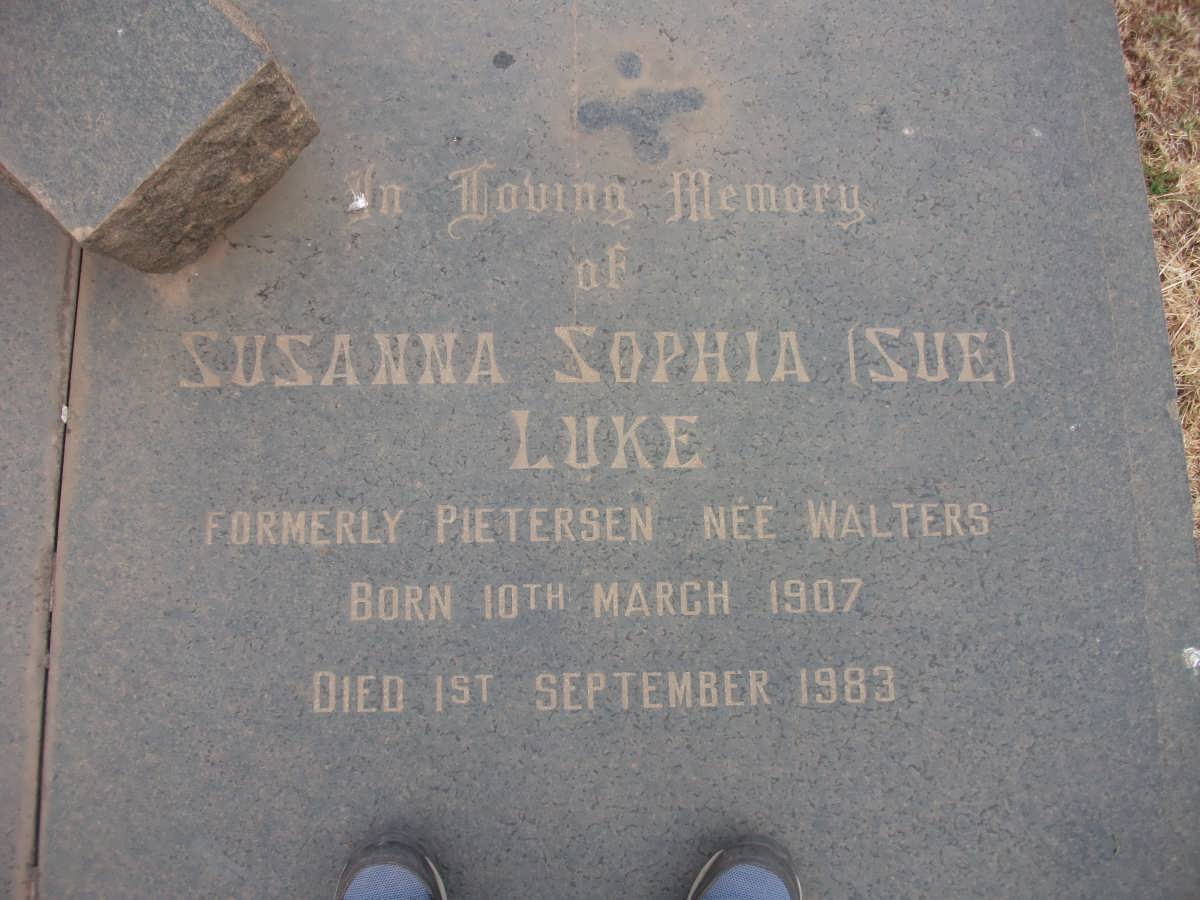 In Loving Memory
of
SUSANNA SOPHIA (SUE)
LUKE
FORMERLY PIETERSEN NÉÉ WALTERS
BORN 10TH MARCH 1907
DIED 1ST SEPTEMBER 1983